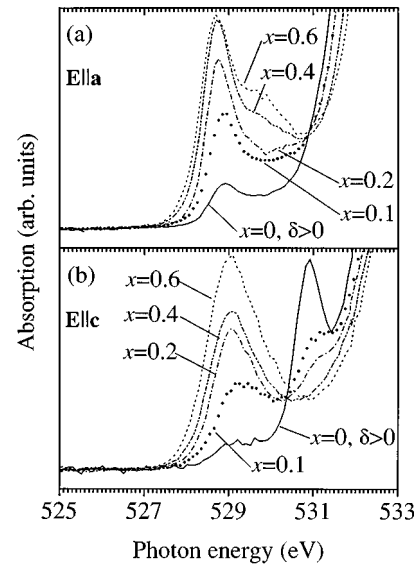 (a)
E||a
x=0.6
x=0.4
x=0.2
x=0.1
x=0, δ>0
Absorption (arb. units)
(b)
E||c
x=0.6
x=0.4
x=0.2
x=0.1
x=0, δ>0
525 527 529 531 533
Photon energy (eV)